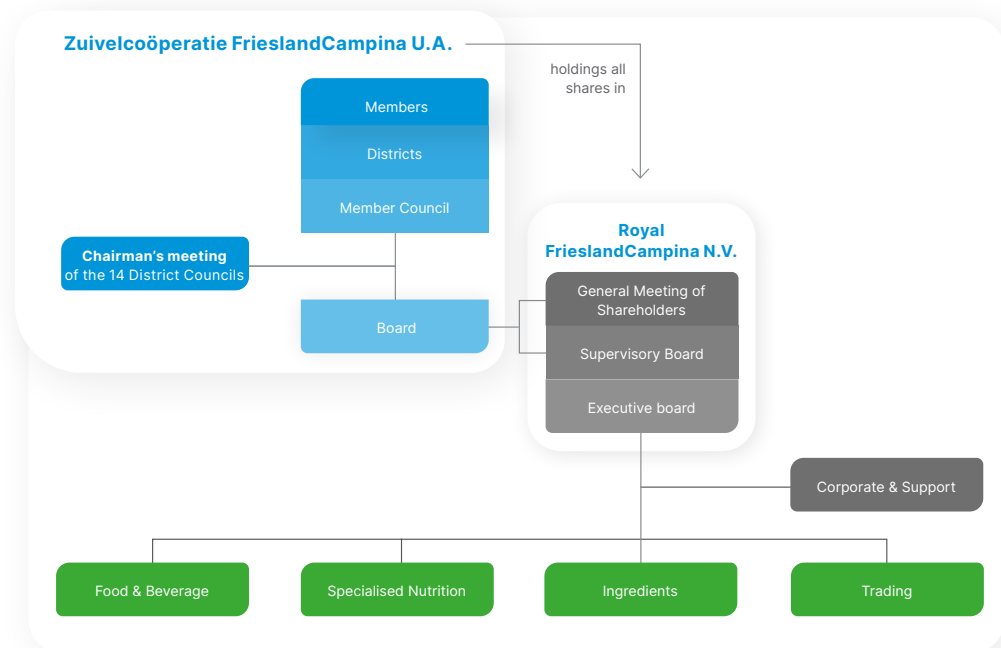 Zuivelcoöperatie FrieslandCampina U.A.
holdings all
shares in
Members
Districts
Member Council
Chairman's meeting
of the 14 District Councils
Board
Royal
FrieslandCampina N.V.
General Meeting of
Shareholders
Supervisory Board
Executive board
Corporate & Support
Food & Beverage
Specialised Nutrition
Ingredients
Trading